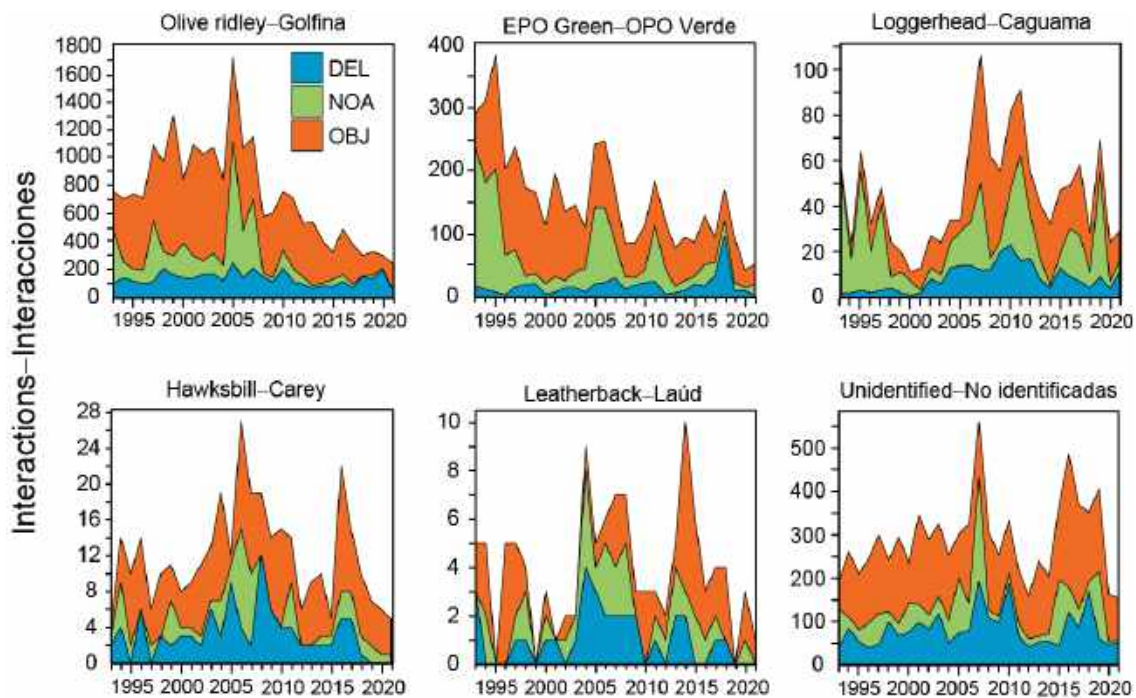 Olive ridley–Golfina
EPO Green–OPO Verde
Loggerhead–Caguama
Interactions–Interacciones
1800
1600
1400
1200
1000
800
600
400
200
0
DEL
NOA
OBJ
1995 2000 2005 2010 2015 2020
400
300
200
100
0
1995 2000 2005 2010 2015 2020
100
80
60
40
20
0
1995 2000 2005 2010 2015 2020
Hawksbill–Carey
Leatherback–Laúd
Unidentified–No identificadas
28
24
20
16
12
8
4
0
1995 2000 2005 2010 2015 2020
10
8
6
4
2
0
1995 2000 2005 2010 2015 2020
500
400
300
200
100
0
1995 2000 2005 2010 2015 2020